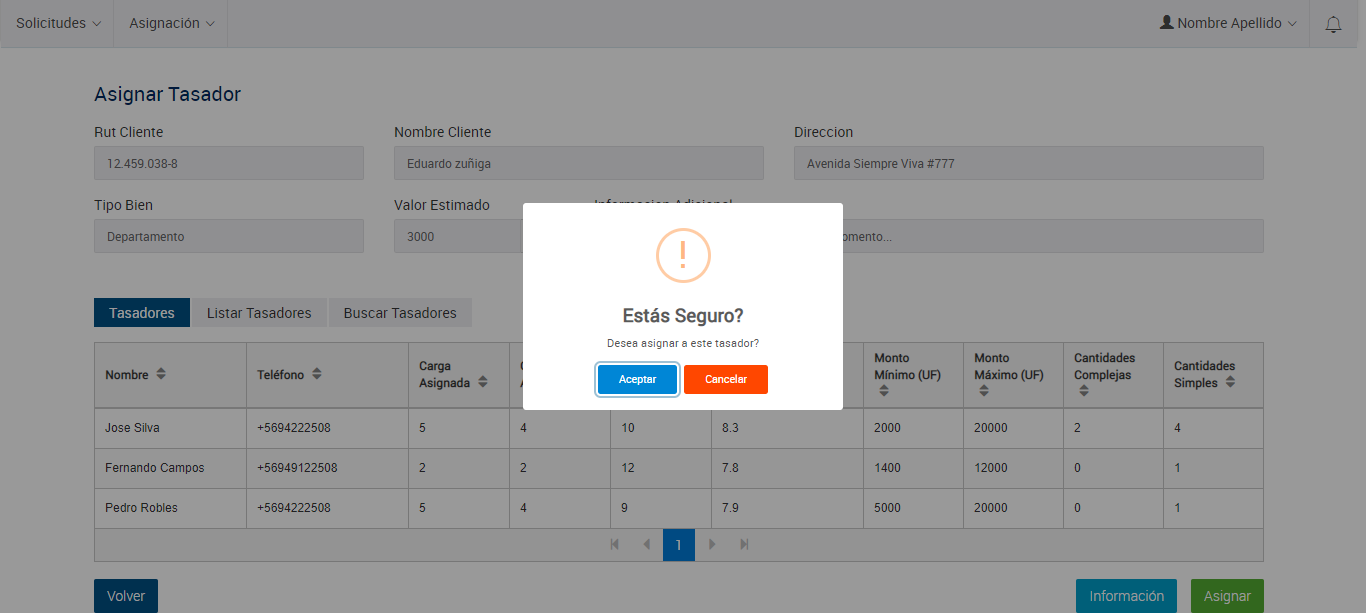 Solicitudes Asignación Nombre Apellido
Asignar Tasador
Rut Cliente Nombre Cliente Direccion
12.459.038-8 Eduardo zuñiga Avenida Siempre Viva #777
Tipo Bien Valor Estimado Informacion Adicional
Departamento 3000 omento...
!
Estás Seguro?
Desea asignar a este tasador?
Aceptar Cancelar
Tasadores Listar Tasadores Buscar Tasadores
Nombre Teléfono Carga Asignada Monto Mínimo (UF) Monto Máximo (UF) Cantidades Complejas Cantidades Simples
Jose Silva +5694222508 5 4 10 8.3 2000 20000 2 4
Fernando Campos +56949122508 2 2 12 7.8 1400 12000 0 1
Pedro Robles +5694222508 5 4 9 7.9 5000 20000 0 1
1
Volver Información Asignar